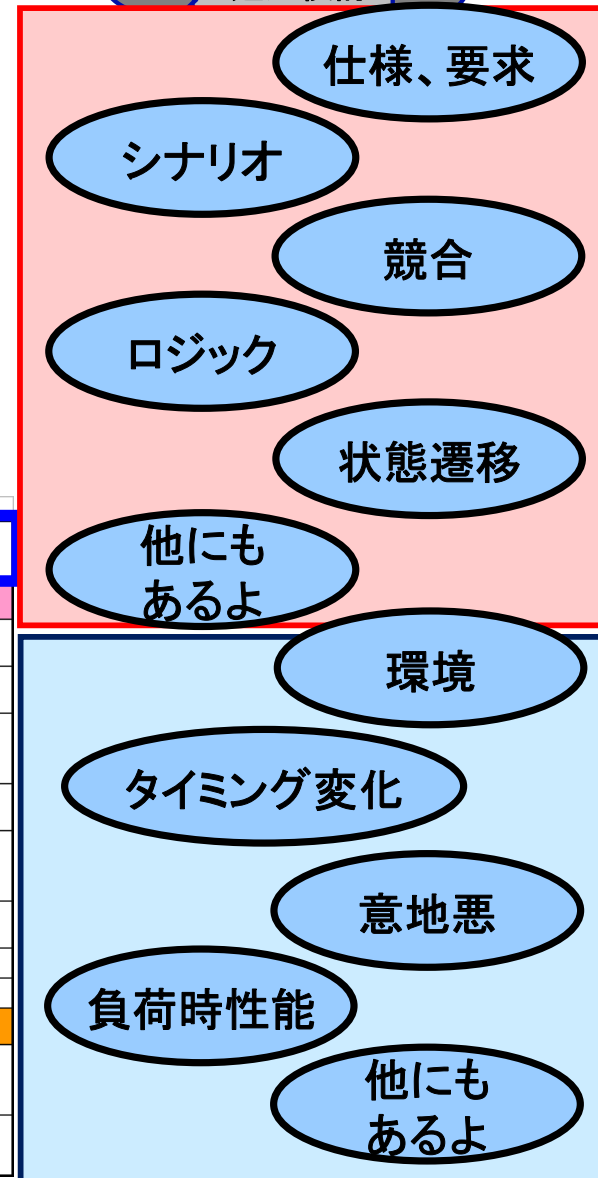 仕様、要求
シナリオ
競合
ロジック
状態遷移
他にも
あるよ
環境
タイミング変化
意地悪
負荷時性能
他にも
あるよ